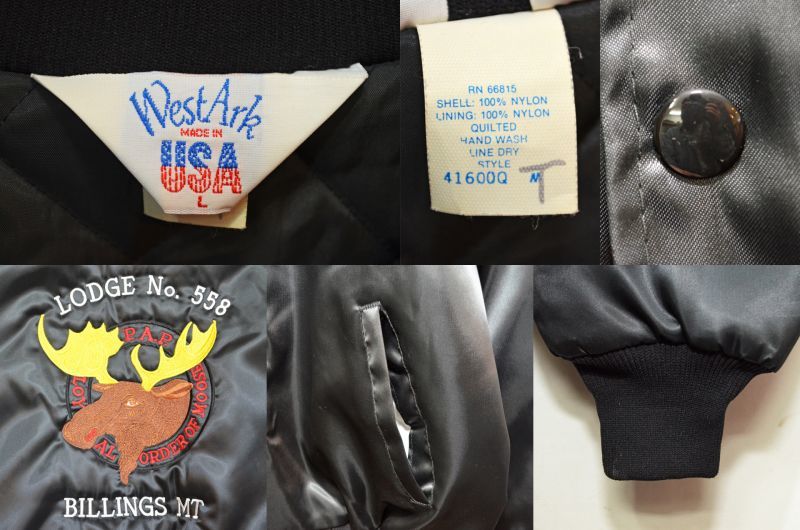 WestArk
MADE IN
USA
L
RN 66815
SHELL: 100% NYLON
LINING: 100% NYLON
QUILTED
HAND WASH
LINE DRY
STYLE
41600Q M
T
LODGE No. 558
P.A.P.
LOYAL ORDER OF MOOSE
BILLINGS MT